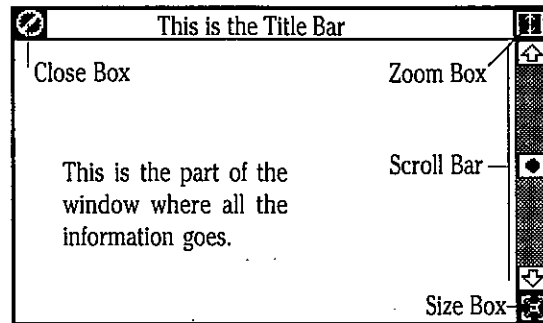 This is the Title Bar
Close Box
Zoom Box
Scroll Bar
This is the part of the
window where all the
information goes.
Size Box